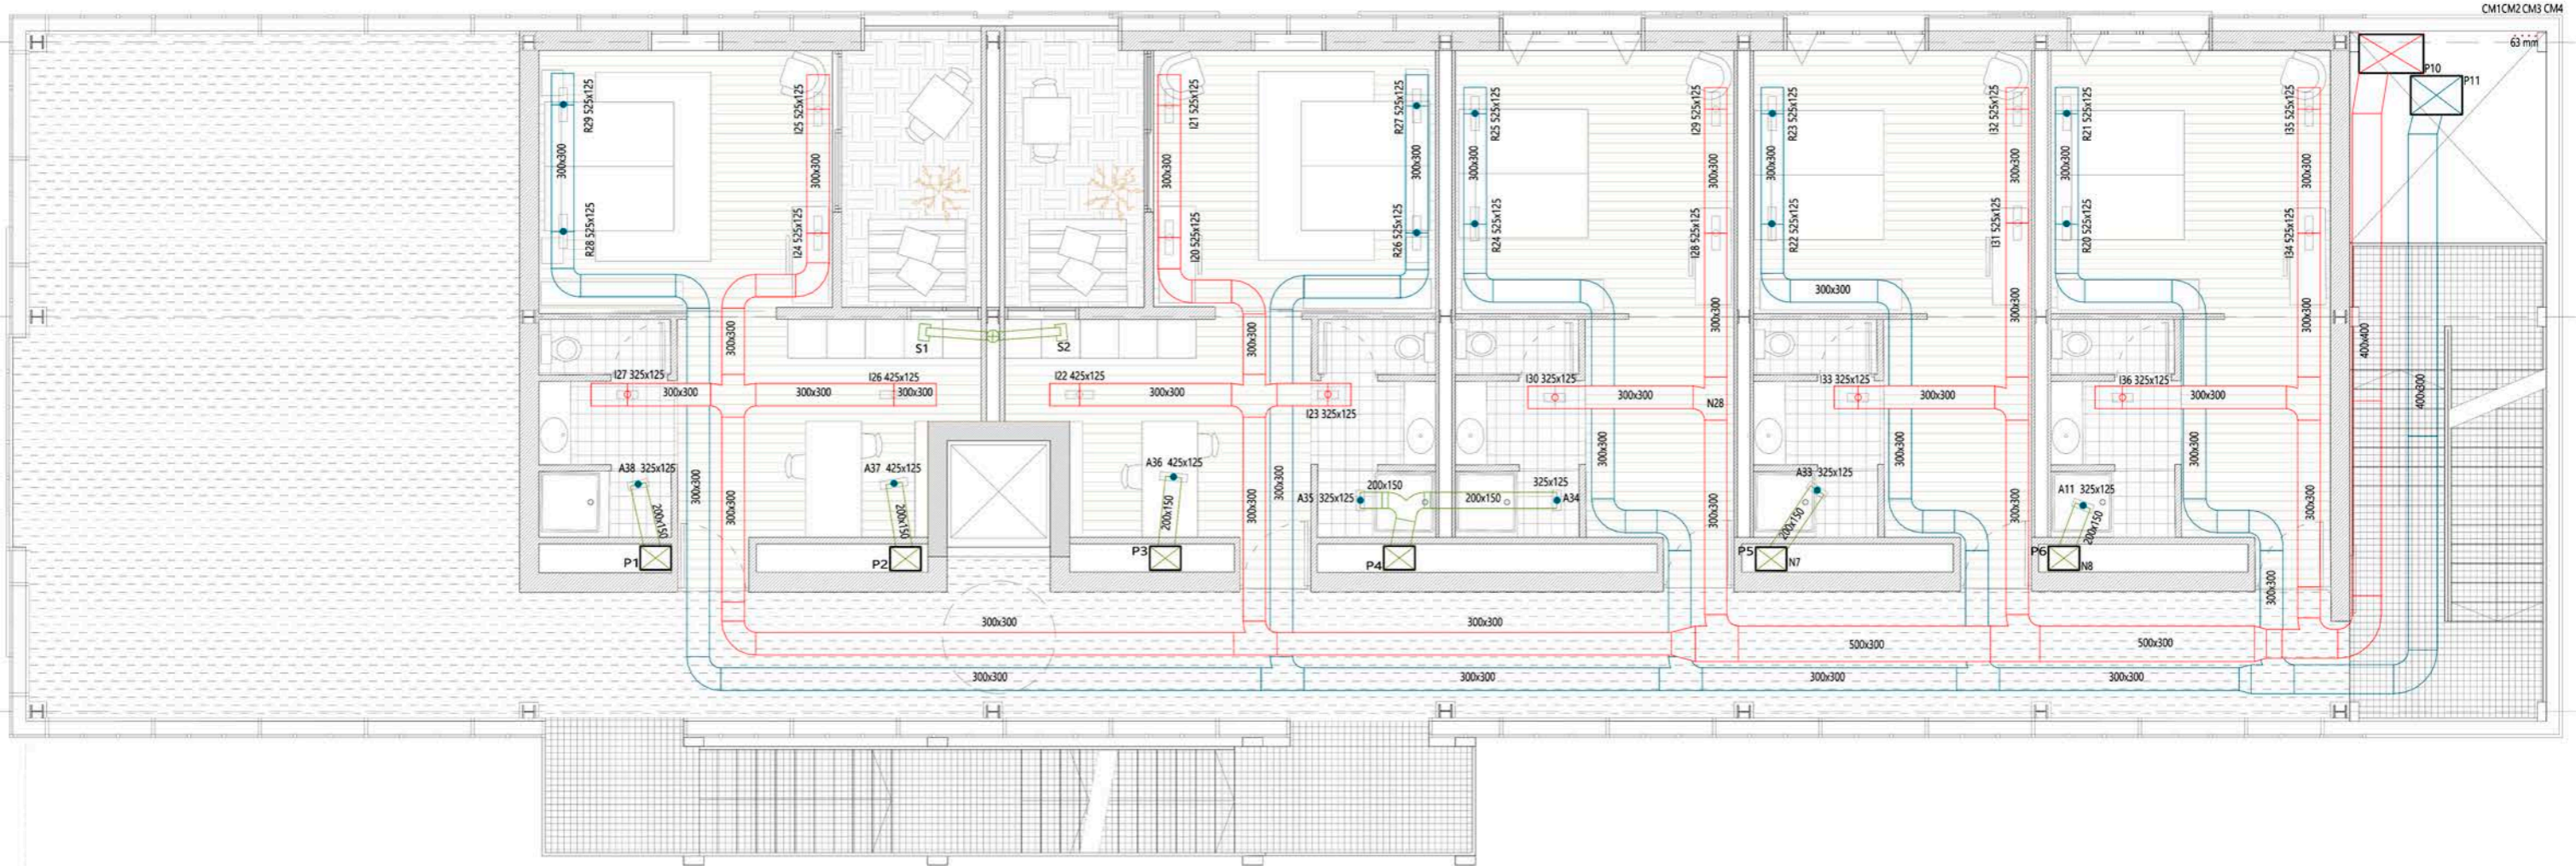 CM1CM2 CM3 CM4
63 mm
P10
P11
R29 525x125
I25 525x125
I21 525x125
R27 525x125
R25 525x125
I29 525x125
R23 525x125
I32 525x125
R21 525x125
I35 525x125
300x300
300x300
300x300
300x300
300x300
300x300
300x300
300x300
300x300
300x300
R28 525x125
I24 525x125
I20 525x125
R26 525x125
R24 525x125
I28 525x125
R22 525x125
I31 525x125
R20 525x125
I34 525x125
300x300
300x300
300x300
300x300
300x300
300x300
400x400
S1
S2
I27 325x125
I26 425x125
I22 425x125
I30 325x125
I33 325x125
I36 325x125
300x300
300x300
300x300
300x300
300x300
300x300
300x300
400x300
N28
I23 325x125
300x300
300x300
300x300
A38 325x125
A37 425x125
A36 425x125
A33 325x125
A11 325x125
300x300
300x300
300x300
300x300
300x300
300x300
300x300
A35 325x125
200x150
200x150
325x125
A34
200x150
200x150
200x150
200x150
200x150
P1
P2
P3
P4
P5
N7
P6
N8
300x300
300x300
300x300
500x300
500x300
300x300
300x300
300x300
300x300